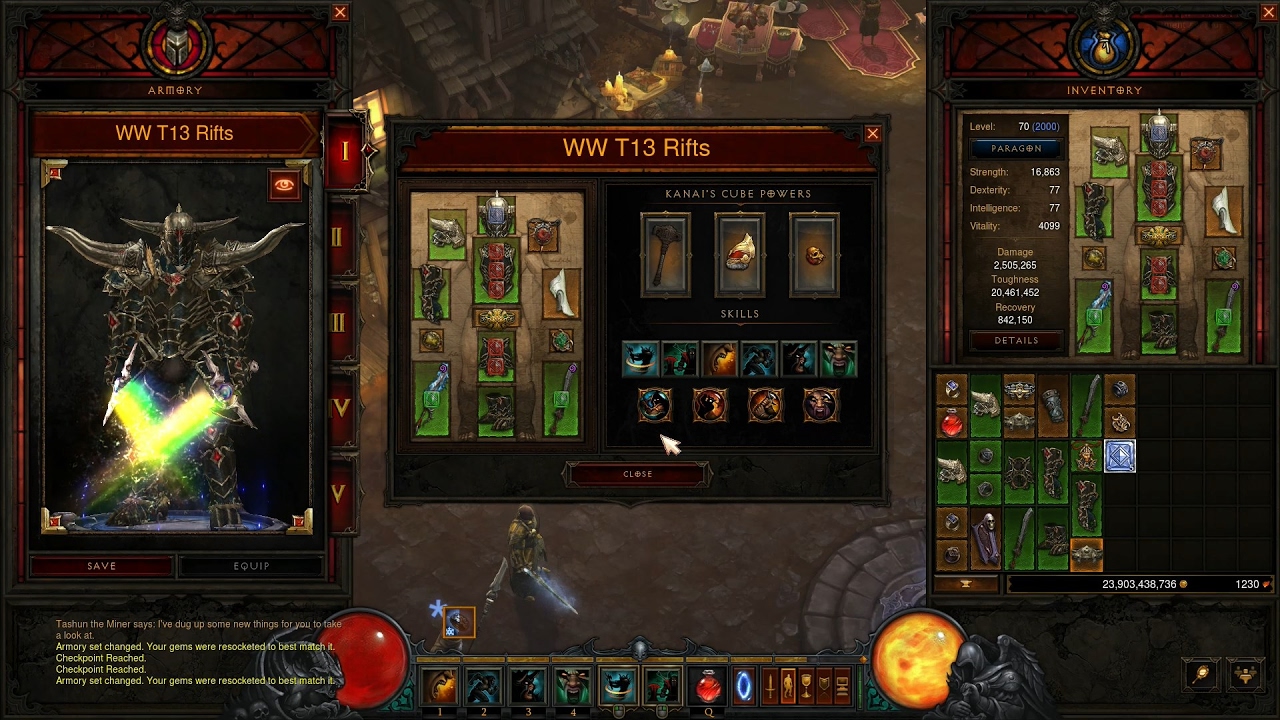 ARMORY
WW T13 Rifts
I
II
III
V
V
SAVE
EQUIP
WW T13 Rifts
KANAI'S CUBE POWERS
SKILLS
CLOSE
INVENTORY
Level: 70 (2000)
PARAGON
Strength: 16,863
Dexterity: 77
Intelligence: 77
Vitality: 4099
Damage
2,505,265
Toughness
20,461,452
Recovery
842,150
DETAILS
23,903,438,736
1230
Tashun the Miner says: I've dug up some new things for you to take
a look at.
Armory set changed. Your gems were resocketed to best match it.
Checkpoint Reached.
Checkpoint Reached.
Armory set changed. Your gems were resocketed to best match it.
1 2 3 4 Q